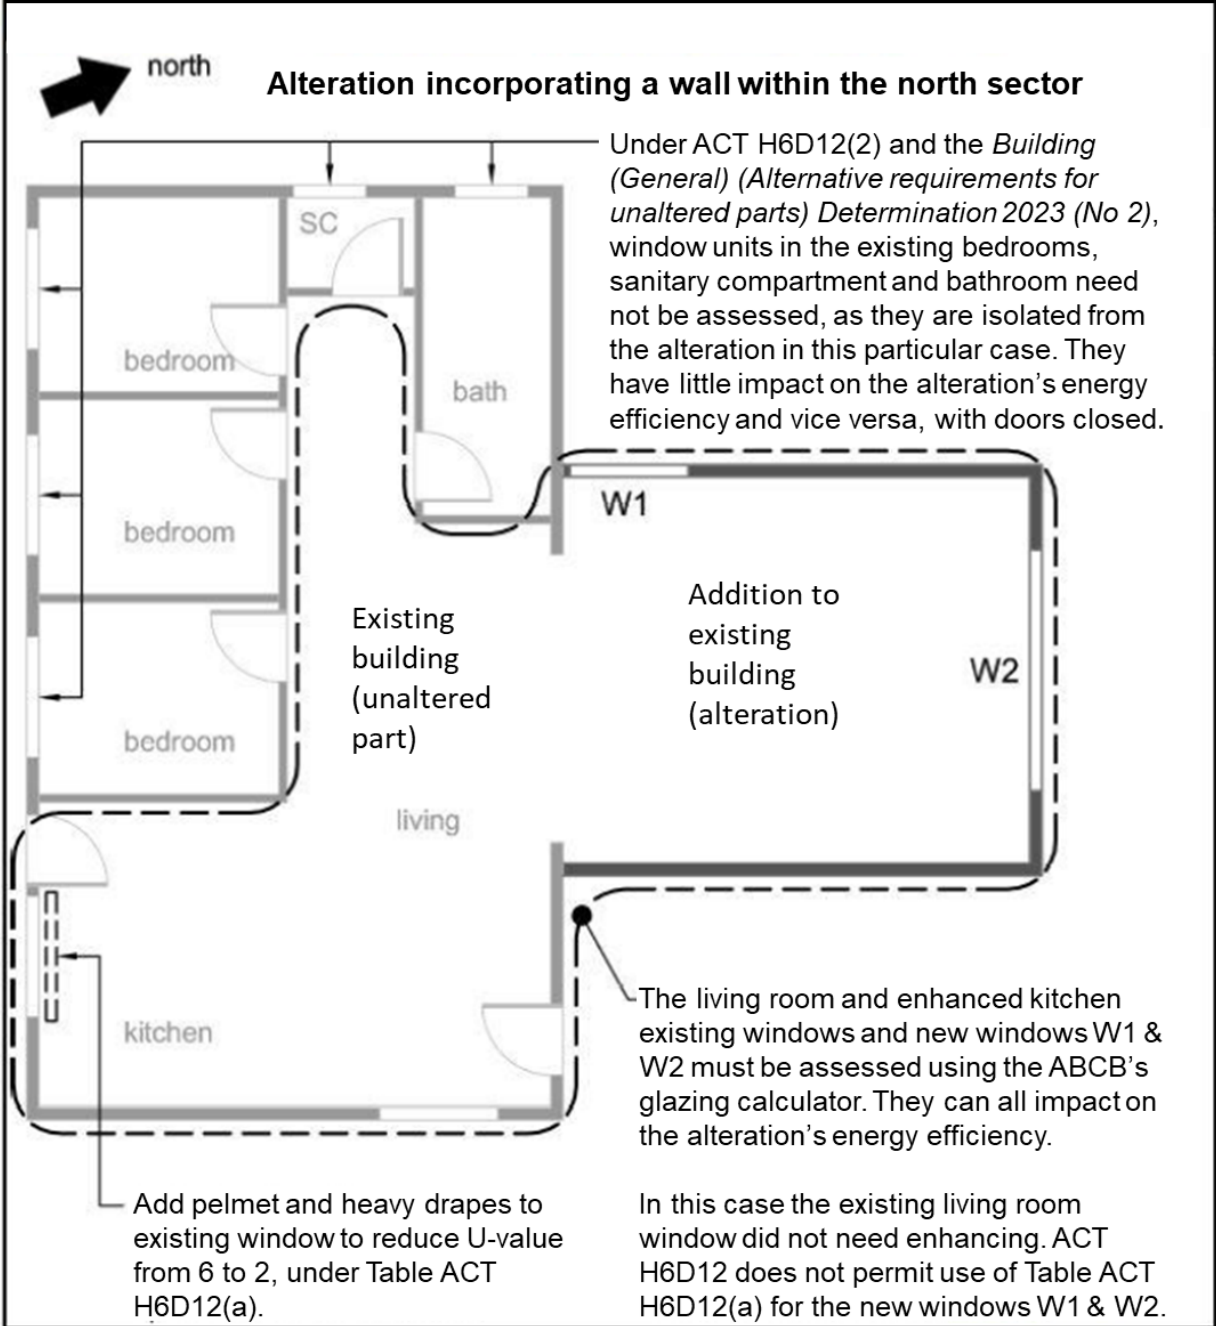 north
Alteration incorporating a wall within the north sector
Under ACT H6D12(2) and the Building
(General) (Alternative requirements for
unaltered parts) Determination 2023 (No 2),
window units in the existing bedrooms,
sanitary compartment and bathroom need
not be assessed, as they are isolated from
the alteration in this particular case. They
have little impact on the alteration's energy
efficiency and vice versa, with doors closed.
SC
bedroom
bath
W1
bedroom
Existing
building
(unaltered
part)
Addition to
existing
building
(alteration)
W2
bedroom
living
kitchen
The living room and enhanced kitchen
existing windows and new windows W1 &
W2 must be assessed using the ABCB's
glazing calculator. They can all impact on
the alteration's energy efficiency.
Add pelmet and heavy drapes to
existing window to reduce U-value
from 6 to 2, under Table ACT
H6D12(a).
In this case the existing living room
window did not need enhancing. ACT
H6D12 does not permit use of Table ACT
H6D12(a) for the new windows W1 & W2.